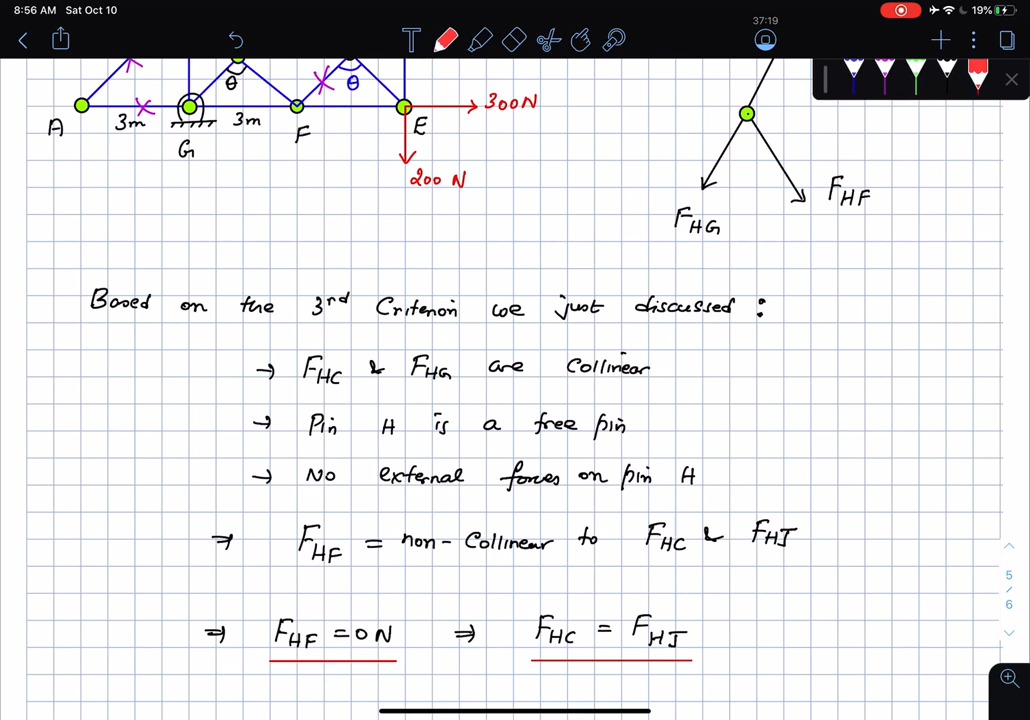 8:56 AM Sat Oct 10
19%
37:19
T
θ
θ
300N
A
3m
3m
F
E
G
200 N
F_HF
F_HG
Based on the 3rd Criterion we just discussed :
→ F_HC & F_HG are Collinear
→ Pin H is a free pin
→ No external forces on pin H
⇒ F_HF = non-Collinear to F_HC & F_HI
⇒ F_HF = 0 N ⇒ F_HC = F_HI
5
/
6